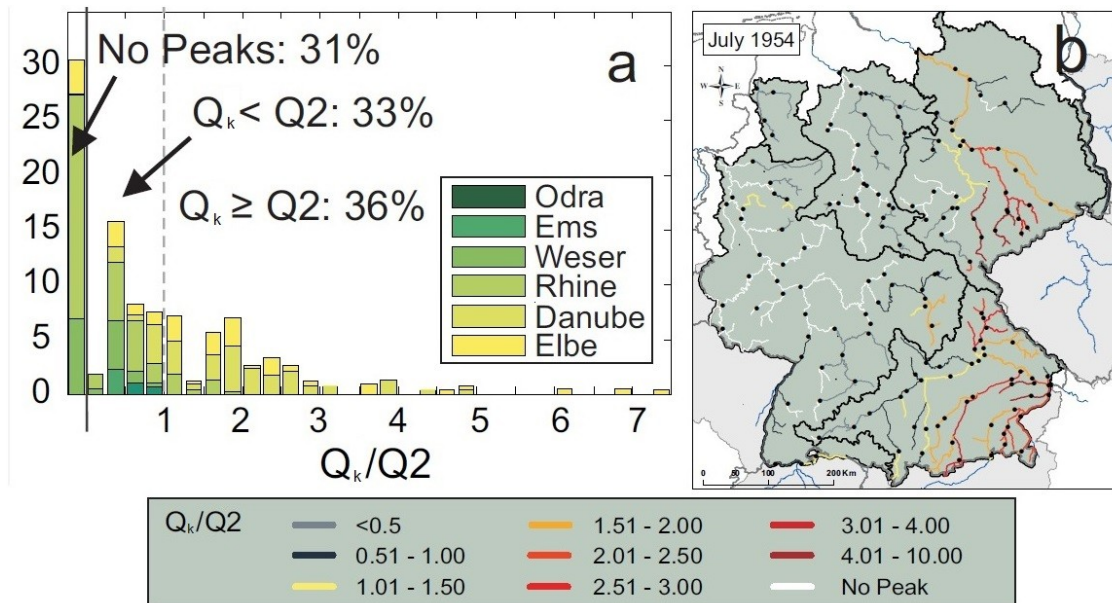 30
25
20
15
10
5
0
No Peaks: 31%
Qₖ < Q2: 33%
Qₖ ≥ Q2: 36%
a
Odra
Ems
Weser
Rhine
Danube
Elbe
1 2 3 4 5 6 7
Qₖ/Q2
July 1954
b
N
W E
S
0 50 100 200 Km
Qₖ/Q2
<0.5
0.51 - 1.00
1.01 - 1.50
1.51 - 2.00
2.01 - 2.50
2.51 - 3.00
3.01 - 4.00
4.01 - 10.00
No Peak